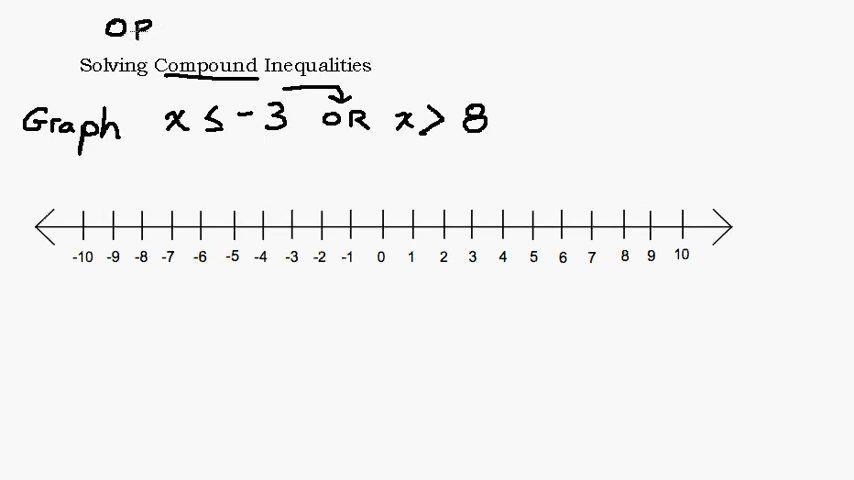 OP
Solving Compound Inequalities
Graph x ≤ -3 OR x > 8
-10 -9 -8 -7 -6 -5 -4 -3 -2 -1 0 1 2 3 4 5 6 7 8 9 10